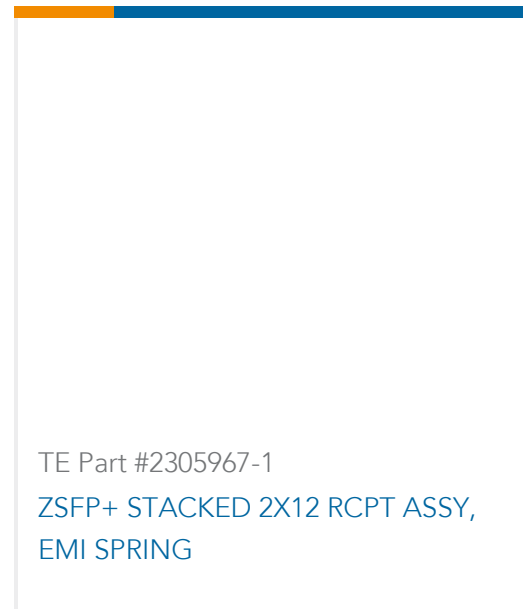 TE Part #2305967-1
ZSFP+ STACKED 2X12 RCPT ASSY,
EMI SPRING